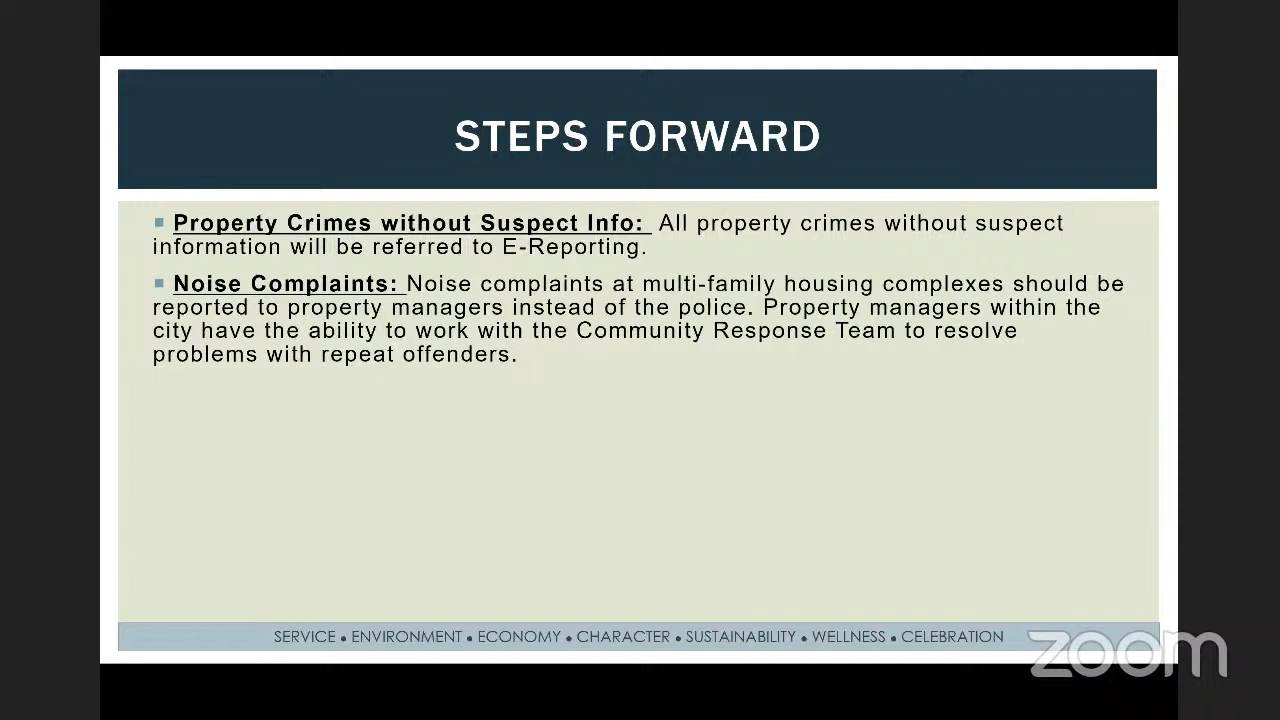 STEPS FORWARD
Property Crimes without Suspect Info: All property crimes without suspect
information will be referred to E-Reporting.
Noise Complaints: Noise complaints at multi-family housing complexes should be
reported to property managers instead of the police. Property managers within the
city have the ability to work with the Community Response Team to resolve
problems with repeat offenders.
SERVICE • ENVIRONMENT • ECONOMY • CHARACTER • SUSTAINABILITY • WELLNESS • CELEBRATION
zoom